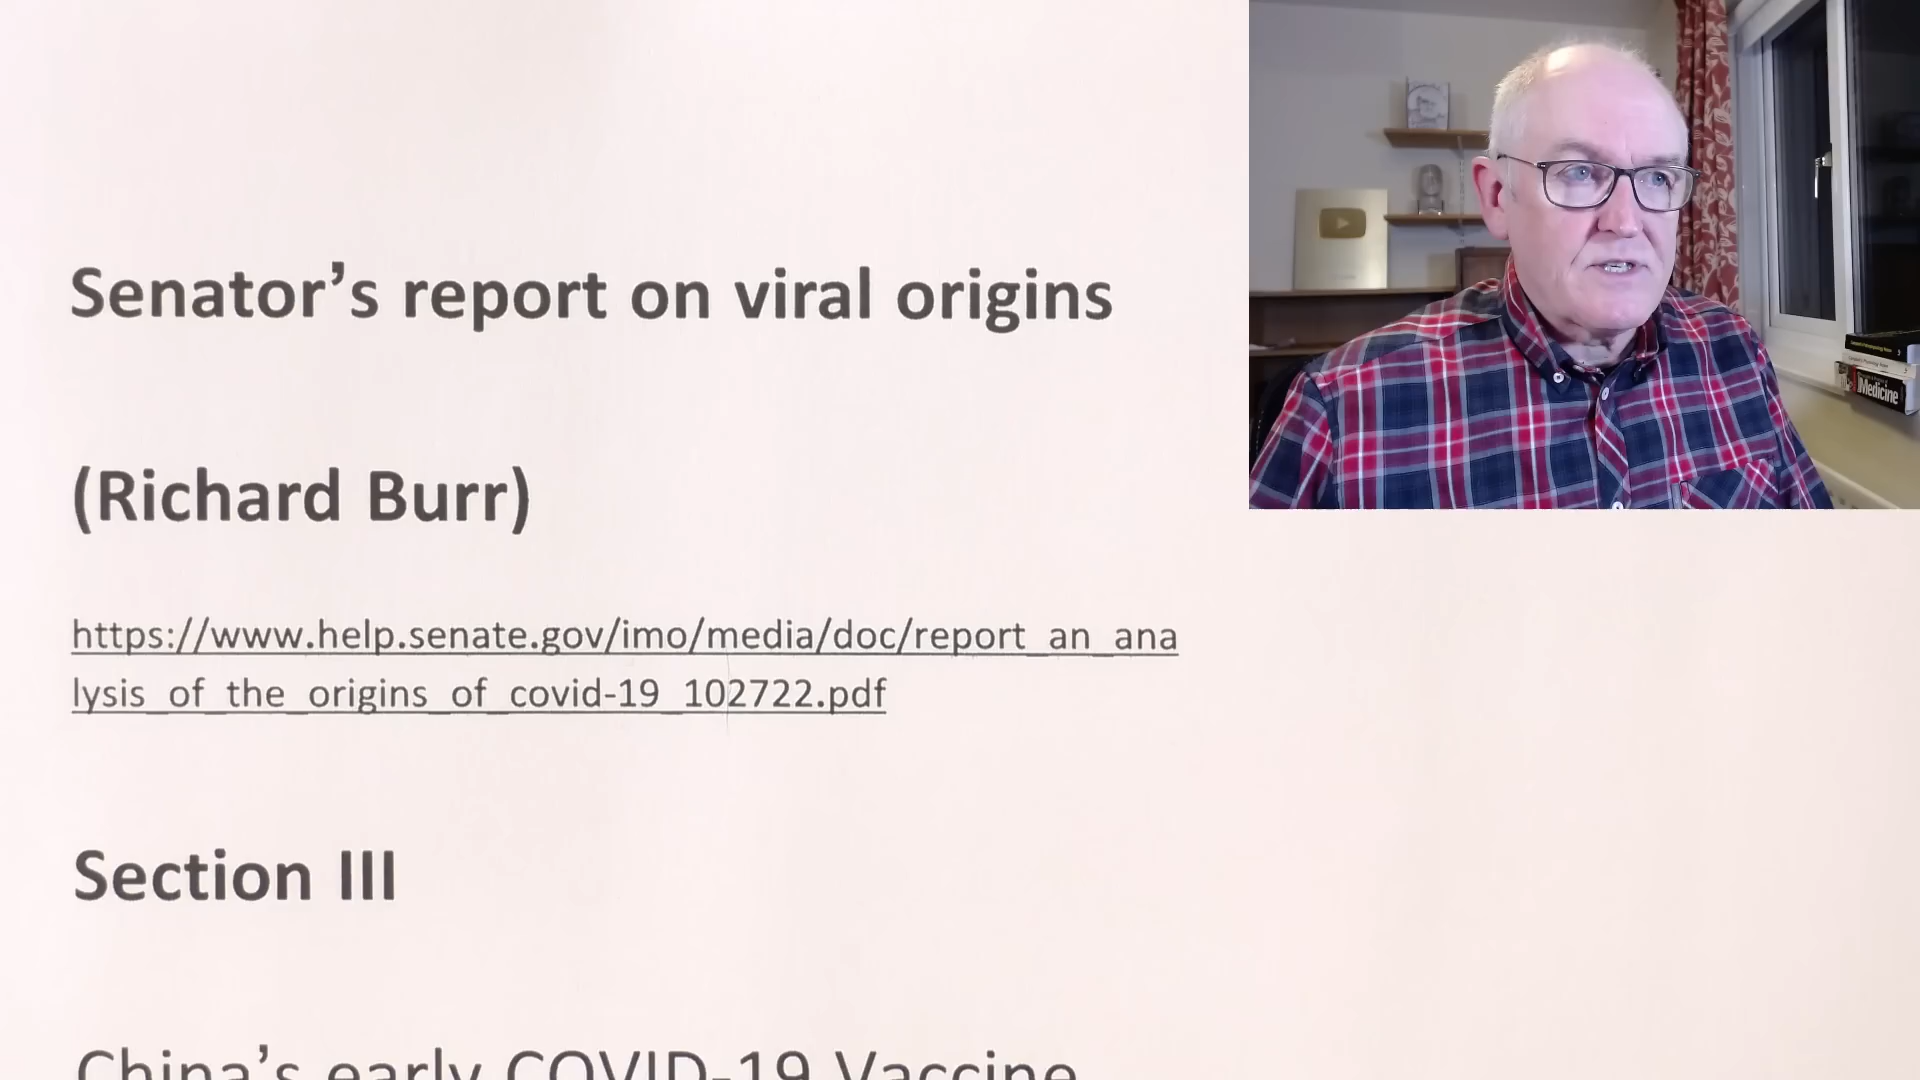 Senator’s report on viral origins
(Richard Burr)
https://www.help.senate.gov/imo/media/doc/report_an_ana
lysis_of_the_origins_of_covid-19_102722.pdf
Section III
China’s early COVID-19 Vaccine
Medicine